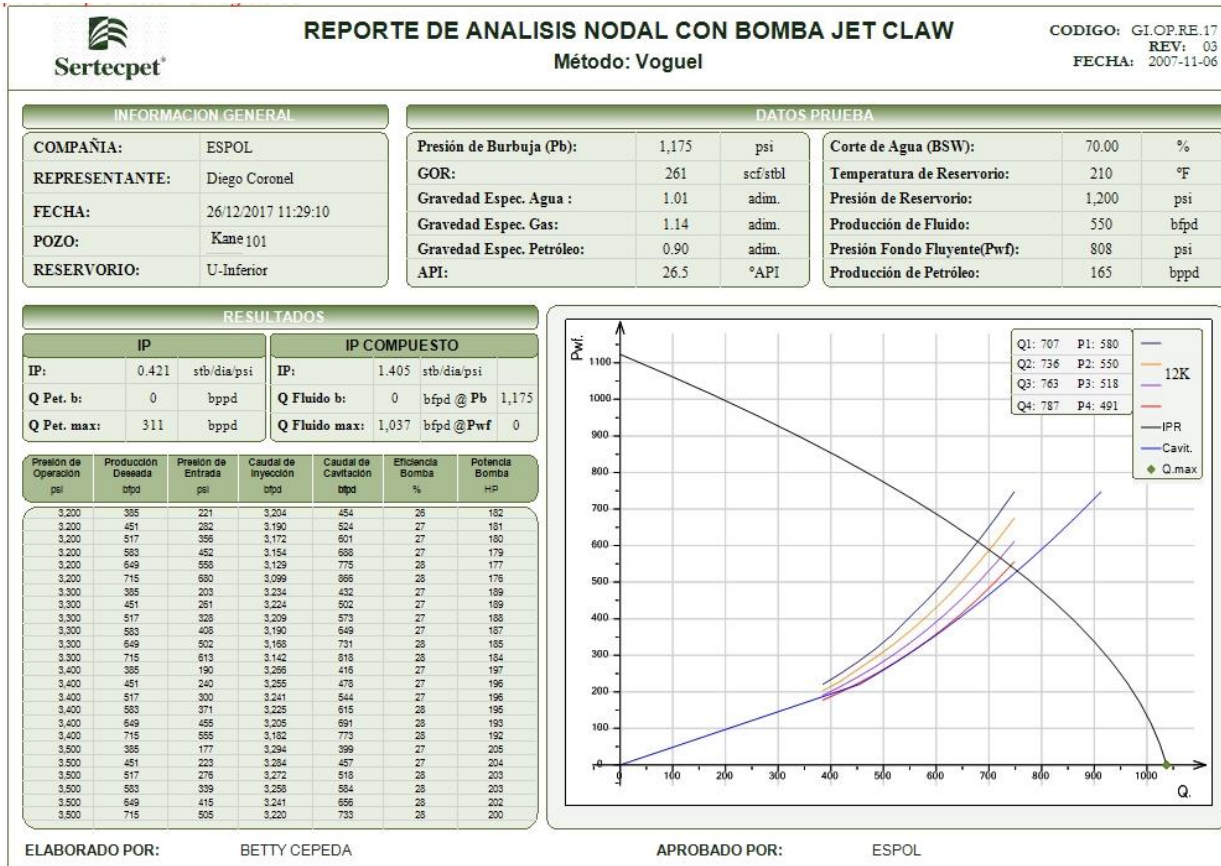 REPORTE DE ANALISIS NODAL CON BOMBA JET CLAW
Método: Voguel
CODIGO: GI.OP.RE.17
REV: 03
FECHA: 2007-11-06
Sertecpet
INFORMACION GENERAL
COMPAÑIA: ESPOL
REPRESENTANTE: Diego Coronel
FECHA: 26/12/2017 11:29:10
POZO: Kane 101
RESERVORIO: U-Inferior
DATOS PRUEBA
Presión de Burbuja (Pb): 1,175 psi
GOR: 261 scf/stbl
Gravedad Espec. Agua : 1.01 adim.
Gravedad Espec. Gas: 1.14 adim.
Gravedad Espec. Petróleo: 0.90 adim.
API: 26.5 °API
Corte de Agua (BSW): 70.00 %
Temperatura de Reservorio: 210 °F
Presión de Reservorio: 1,200 psi
Producción de Fluido: 550 bfpd
Presión Fondo Fluyente(Pwf): 808 psi
Producción de Petróleo: 165 bppd
RESULTADOS
IP
IP: 0.421 stb/dia/psi
Q Pet. b: 0 bppd
Q Pet. max: 311 bppd
IP COMPUESTO
IP: 1.405 stb/dia/psi
Q Fluido b: 0 bfpd @ Pb 1,175
Q Fluido max: 1,037 bfpd @Pwf 0
Presión de Operación psi Producción Deseada bfpd Presión de Entrada psi Caudal de Inyección bfpd Caudal de Cavitación bfpd Eficiencia Bomba % Potencia Bomba HP
3,200 385 221 3,204 454 26 182
3.200 451 282 3.190 524 27 181
3,200 517 356 3,172 601 27 180
3.200 583 452 3.154 688 27 179
3,200 649 558 3,129 775 28 177
3,200 715 680 3,099 866 28 176
3.300 385 203 3.234 432 27 189
3,300 451 261 3,224 502 27 189
3,300 517 328 3,209 573 27 188
3,300 583 408 3,190 649 27 187
3,300 649 502 3,168 731 28 185
3.300 715 613 3.142 818 28 184
3,400 385 190 3,266 416 27 197
3,400 451 240 3,255 478 27 196
3.400 517 300 3.241 544 27 196
3,400 583 371 3,225 615 28 195
3,400 649 455 3,205 691 28 193
3,400 715 555 3,182 773 28 192
3,500 385 177 3,294 399 27 205
3.500 451 223 3.284 457 27 204
3,500 517 276 3,272 518 28 203
3,500 583 339 3,258 584 28 203
3,500 649 415 3.241 656 28 202
3,500 715 505 3,220 733 28 200
Pwf.
1100
1000
900
800
700
600
500
400
300
200
100
0
0 100 200 300 400 500 600 700 800 900 1000
Q.
Q1: 707 P1: 580
Q2: 736 P2: 550
Q3: 763 P3: 518
Q4: 787 P4: 491
12K
IPR
Cavit.
Q.max
ELABORADO POR: BETTY CEPEDA
APROBADO POR: ESPOL